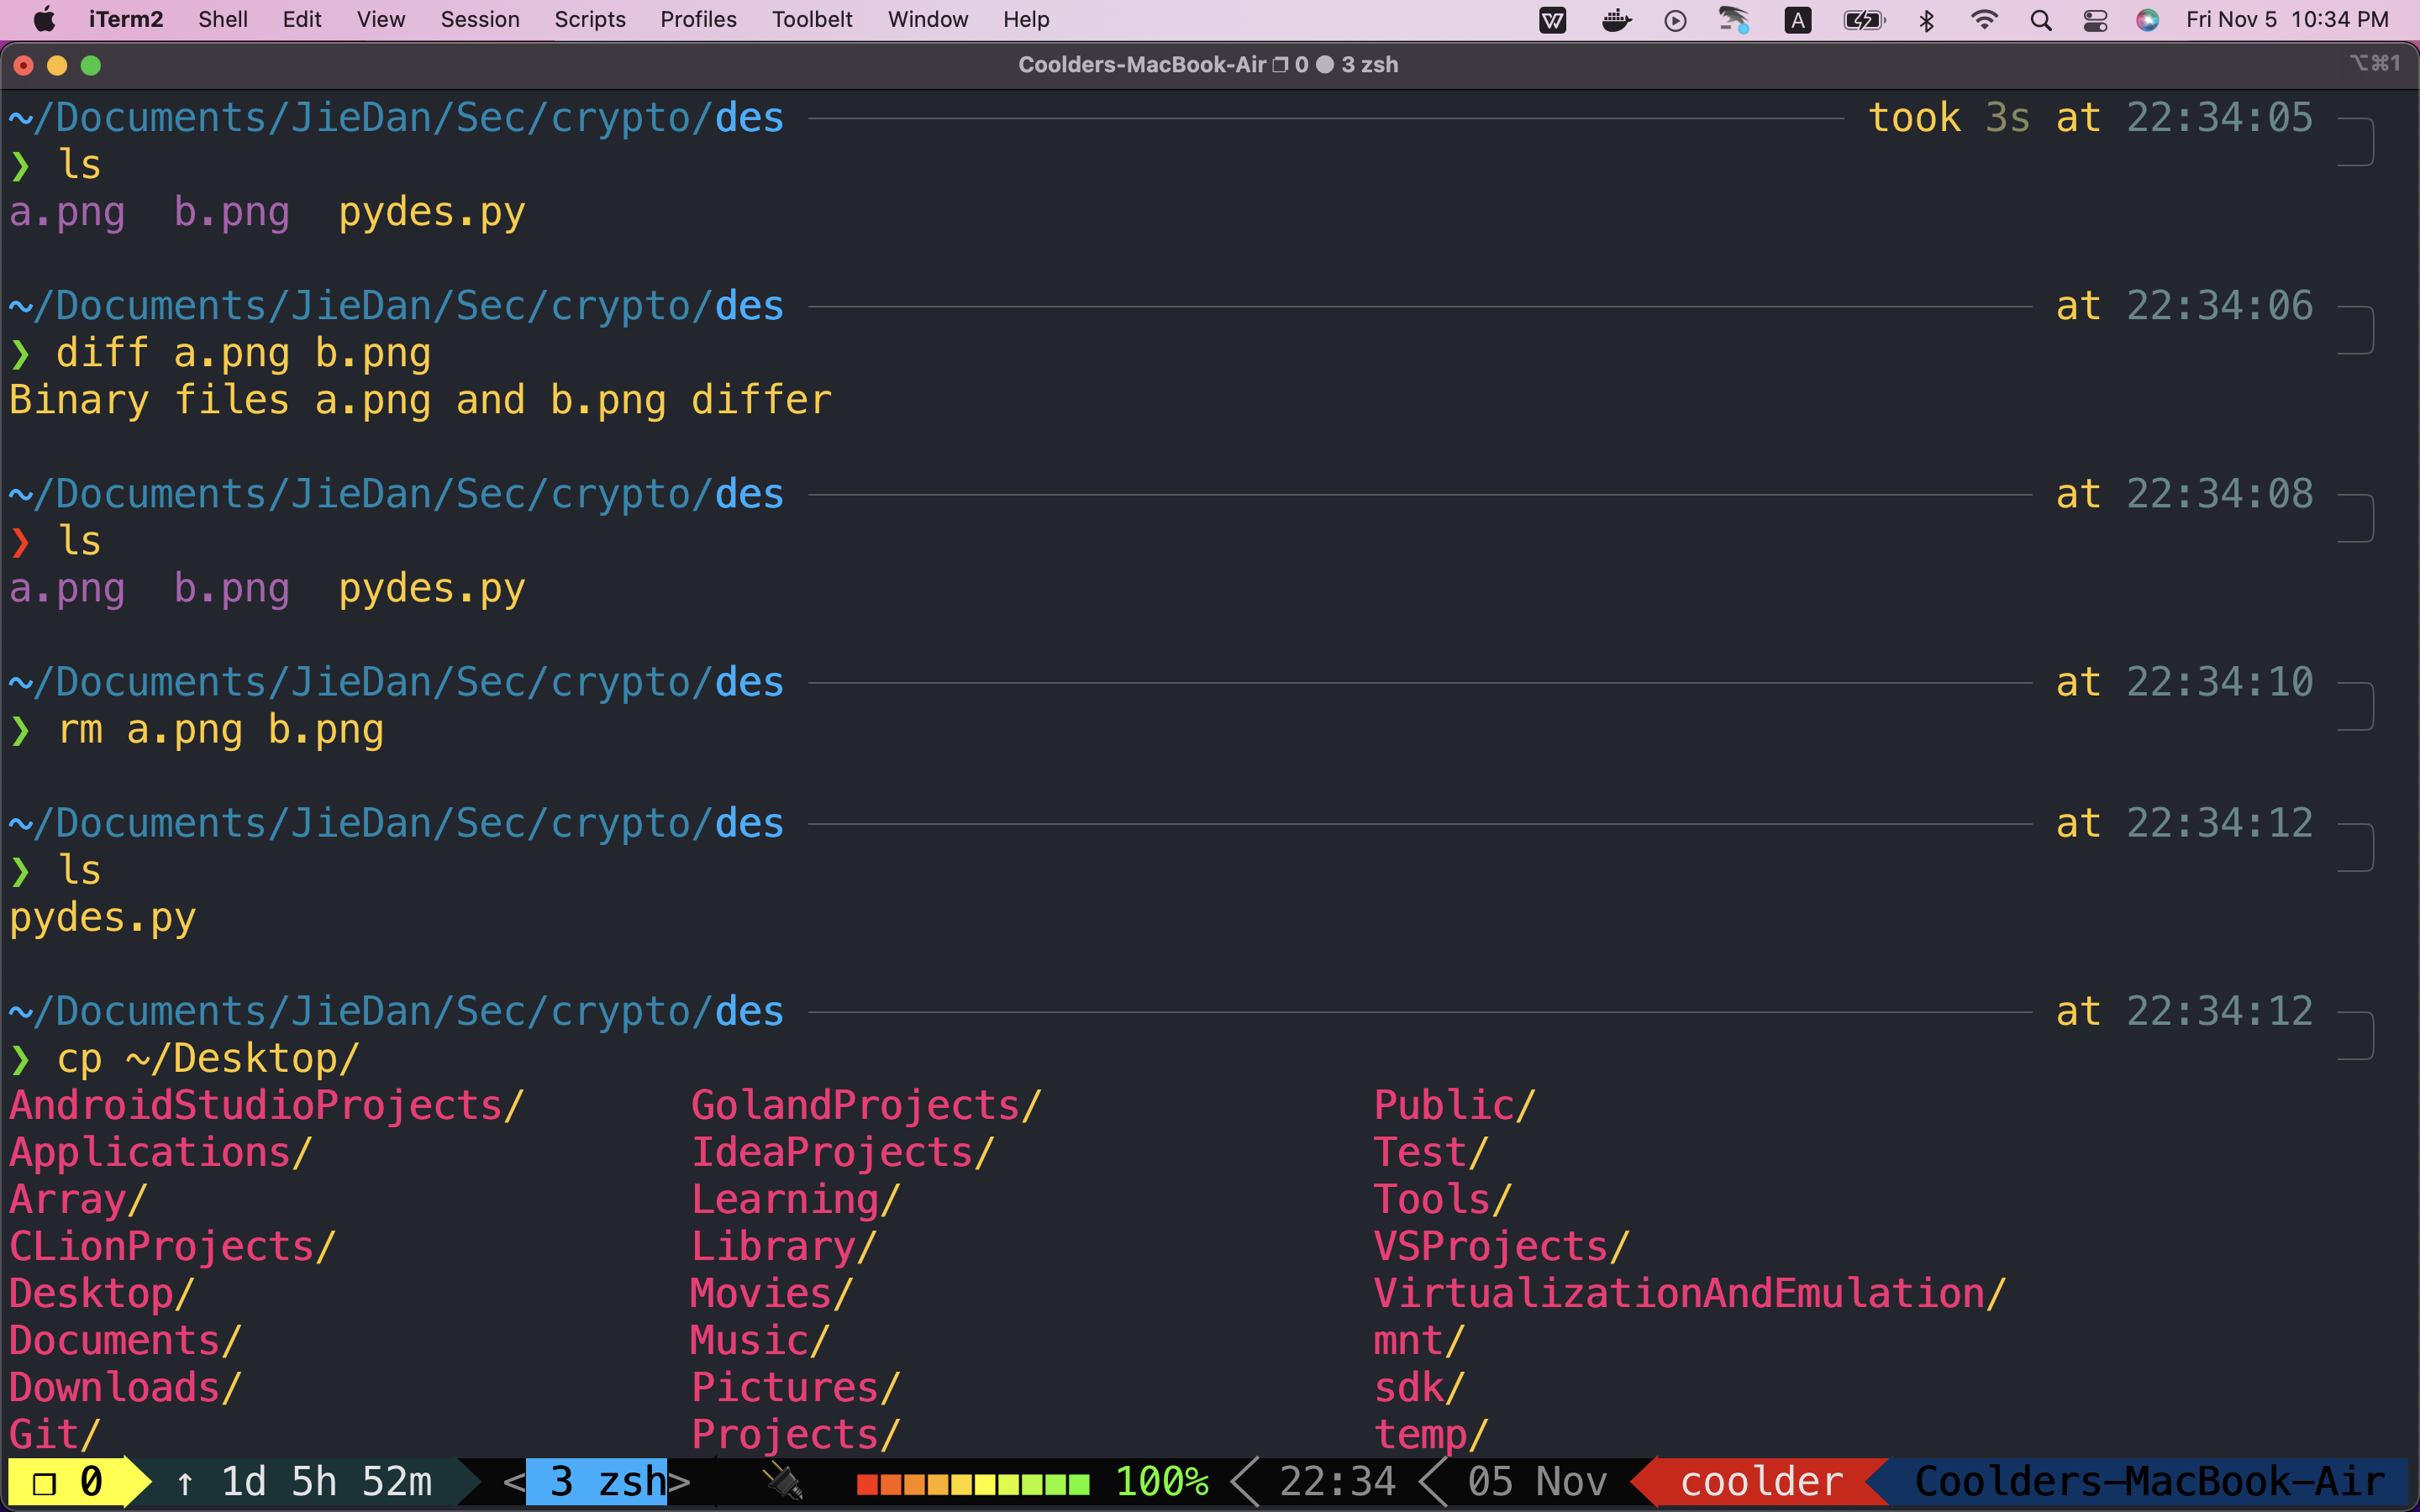 iTerm2 Shell Edit View Session Scripts Profiles Toolbelt Window Help A Fri Nov 5 10:34 PM
Coolders-MacBook-Air ❐ 0 ● 3 zsh ⌥⌘1
~/Documents/JieDan/Sec/crypto/des took 3s at 22:34:05
❯ ls
a.png b.png pydes.py
~/Documents/JieDan/Sec/crypto/des at 22:34:06
❯ diff a.png b.png
Binary files a.png and b.png differ
~/Documents/JieDan/Sec/crypto/des at 22:34:08
❯ ls
a.png b.png pydes.py
~/Documents/JieDan/Sec/crypto/des at 22:34:10
❯ rm a.png b.png
~/Documents/JieDan/Sec/crypto/des at 22:34:12
❯ ls
pydes.py
~/Documents/JieDan/Sec/crypto/des at 22:34:12
❯ cp ~/Desktop/
AndroidStudioProjects/ GolandProjects/ Public/
Applications/ IdeaProjects/ Test/
Array/ Learning/ Tools/
CLionProjects/ Library/ VSProjects/
Desktop/ Movies/ VirtualizationAndEmulation/
Documents/ Music/ mnt/
Downloads/ Pictures/ sdk/
Git/ Projects/ temp/
❐ 0 ↑ 1d 5h 52m <3 zsh> 100% 22:34 05 Nov coolder Coolders-MacBook-Air